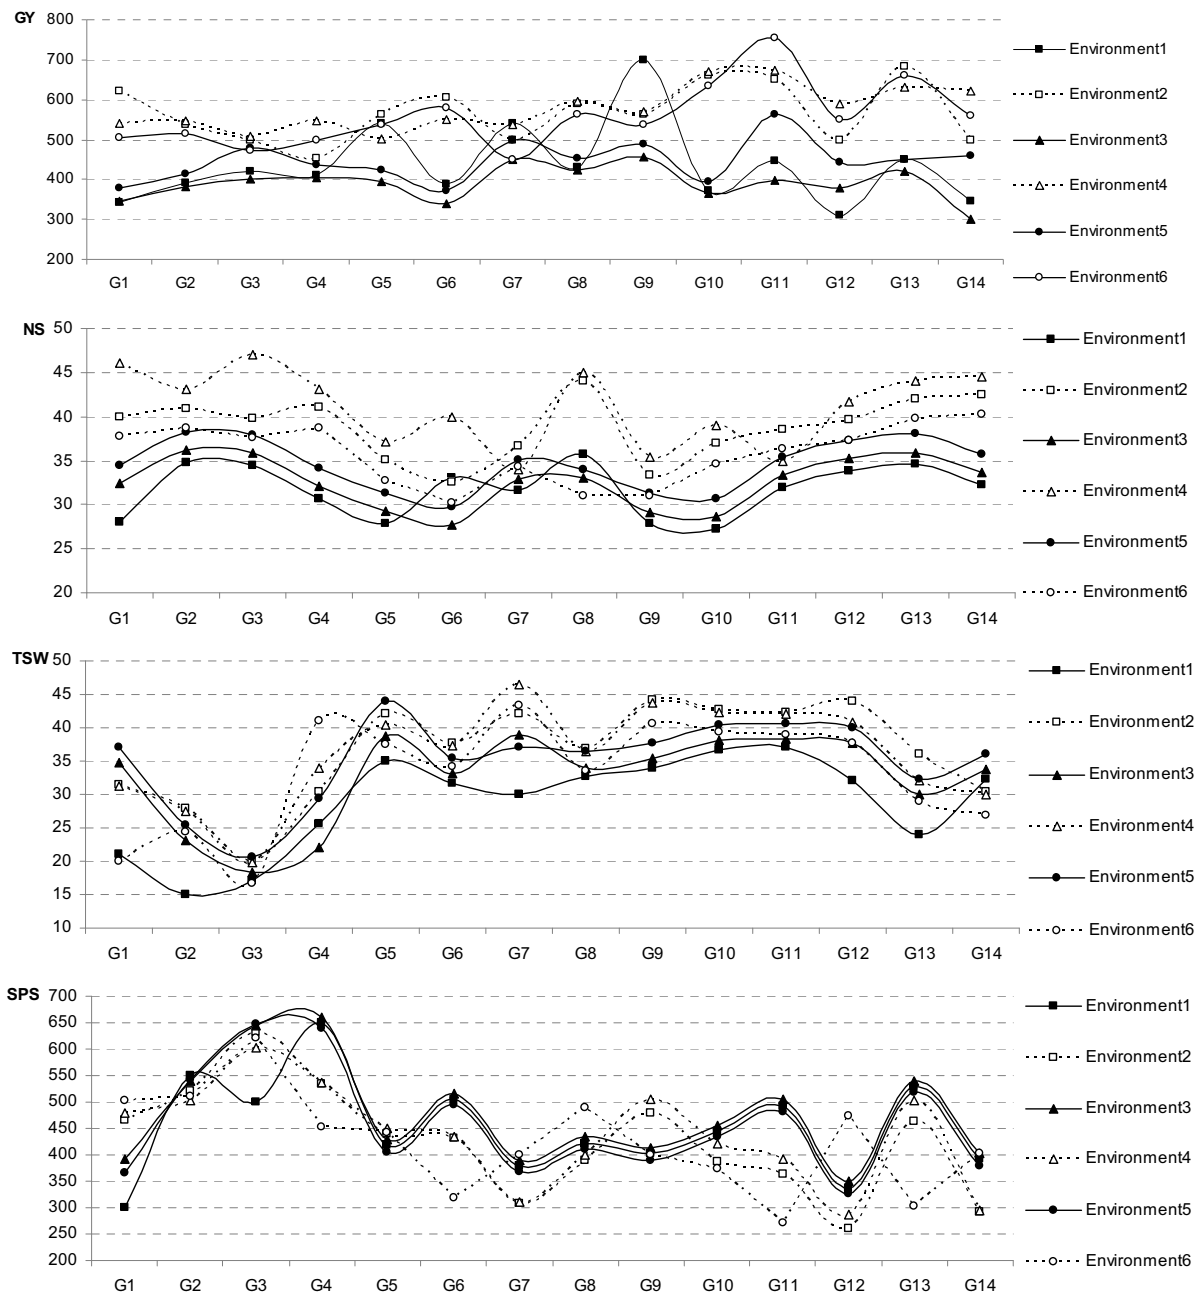 GY 800
700
600
500
400
300
200
G1 G2 G3 G4 G5 G6 G7 G8 G9 G10 G11 G12 G13 G14
Environment1
Environment2
Environment3
Environment4
Environment5
Environment6
NS 50
45
40
35
30
25
20
G1 G2 G3 G4 G5 G6 G7 G8 G9 G10 G11 G12 G13 G14
Environment1
Environment2
Environment3
Environment4
Environment5
Environment6
TSW 50
45
40
35
30
25
20
15
10
G1 G2 G3 G4 G5 G6 G7 G8 G9 G10 G11 G12 G13 G14
Environment1
Environment2
Environment3
Environment4
Environment5
Environment6
SPS 700
650
600
550
500
450
400
350
300
250
200
G1 G2 G3 G4 G5 G6 G7 G8 G9 G10 G11 G12 G13 G14
Environment1
Environment2
Environment3
Environment4
Environment5
Environment6